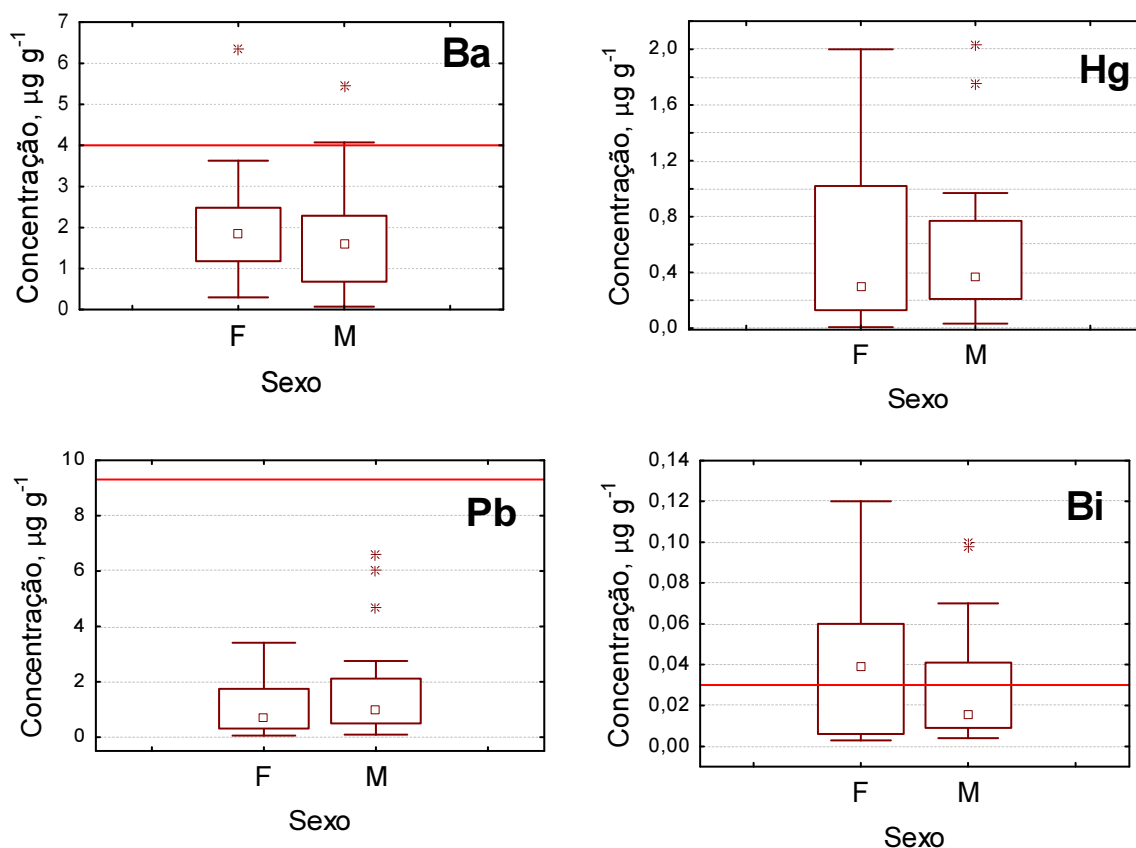 Ba
Concentração, µg g-1
7
6
5
4
3
2
1
0
F M
Sexo
Hg
Concentração, µg g-1
2,0
1,6
1,2
0,8
0,4
0,0
F M
Sexo
Pb
Concentração, µg g-1
10
8
6
4
2
0
F M
Sexo
Bi
Concentração, µg g-1
0,14
0,12
0,10
0,08
0,06
0,04
0,02
0,00
F M
Sexo